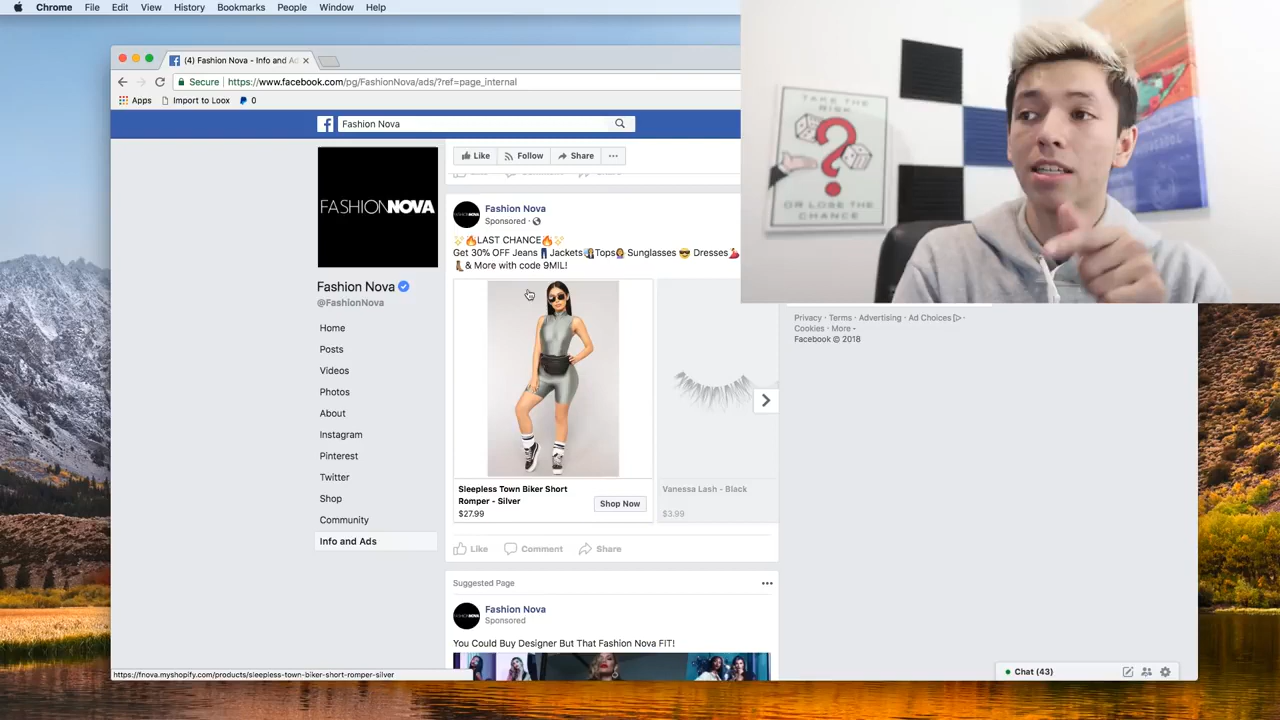 Chrome File Edit View History Bookmarks People Window Help
(4) Fashion Nova - Info and Ad
Secure https://www.facebook.com/pg/FashionNova/ads/?ref=page_internal
Apps Import to Loox 0
Fashion Nova
Like Follow Share
FASHIONNOVA
Fashion Nova
@FashionNova
Home
Posts
Videos
Photos
About
Instagram
Pinterest
Twitter
Shop
Community
Info and Ads
Fashion Nova
Sponsored ·
✨🔥LAST CHANCE🔥✨
Get 30% OFF Jeans 👖Jackets Tops Sunglasses 😎 Dresses💃
👢& More with code 9MIL!
Sleepless Town Biker Short
Romper - Silver
$27.99
Shop Now
Vanessa Lash - Black
$3.99
Like Comment Share
Suggested Page
Fashion Nova
Sponsored
You Could Buy Designer But That Fashion Nova FIT!
TAKE THE
RISK
?
OR LOSE THE
CHANCE
Privacy · Terms · Advertising · Ad Choices ·
Cookies · More
Facebook © 2018
Chat (43)
https://fnova.myshopify.com/products/sleepless-town-biker-short-romper-silver